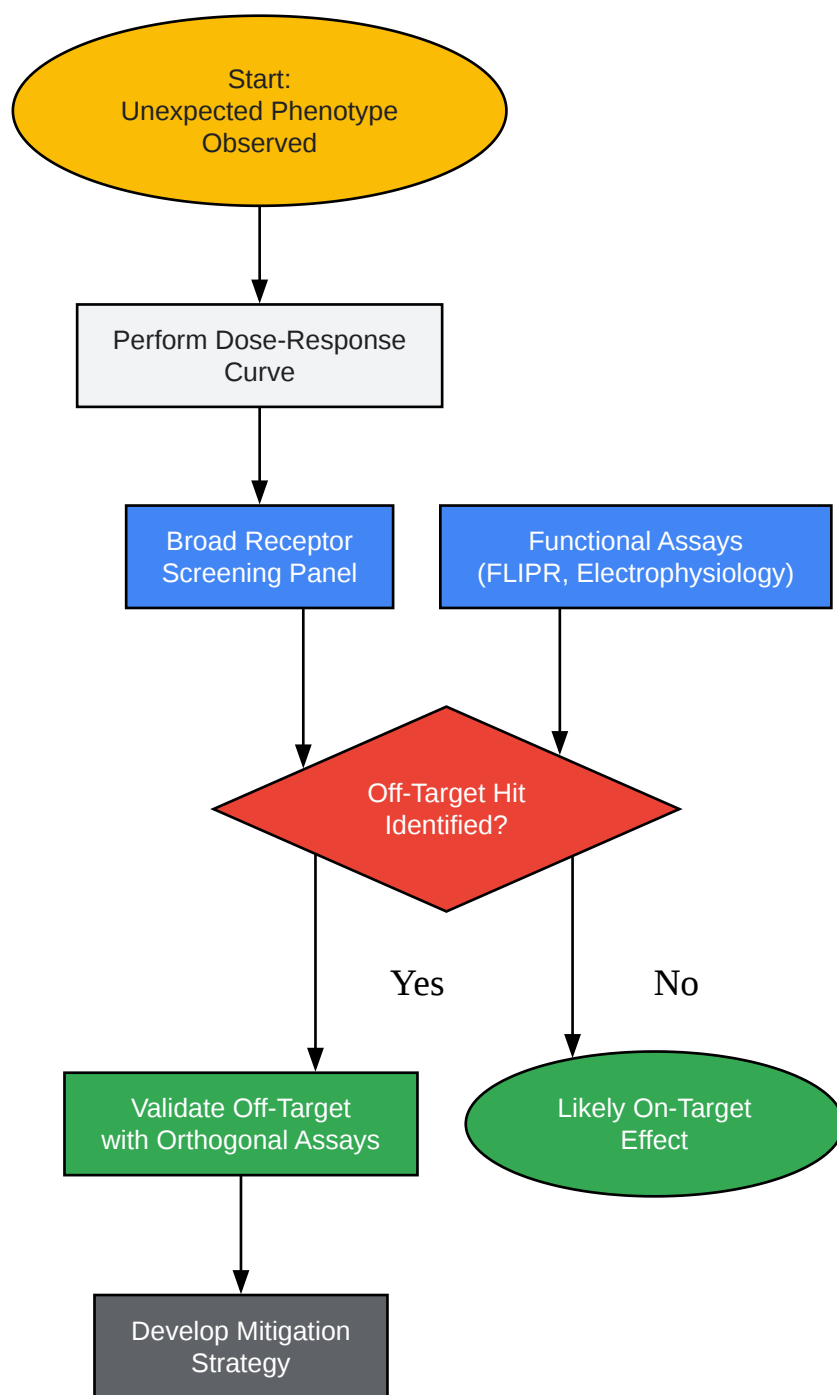 Start:
Unexpected Phenotype
Observed
Perform Dose-Response
Curve
Broad Receptor
Screening Panel
Functional Assays
(FLIPR, Electrophysiology)
Off-Target Hit
Identified?
Yes
No
Validate Off-Target
with Orthogonal Assays
Likely On-Target
Effect
Develop Mitigation
Strategy